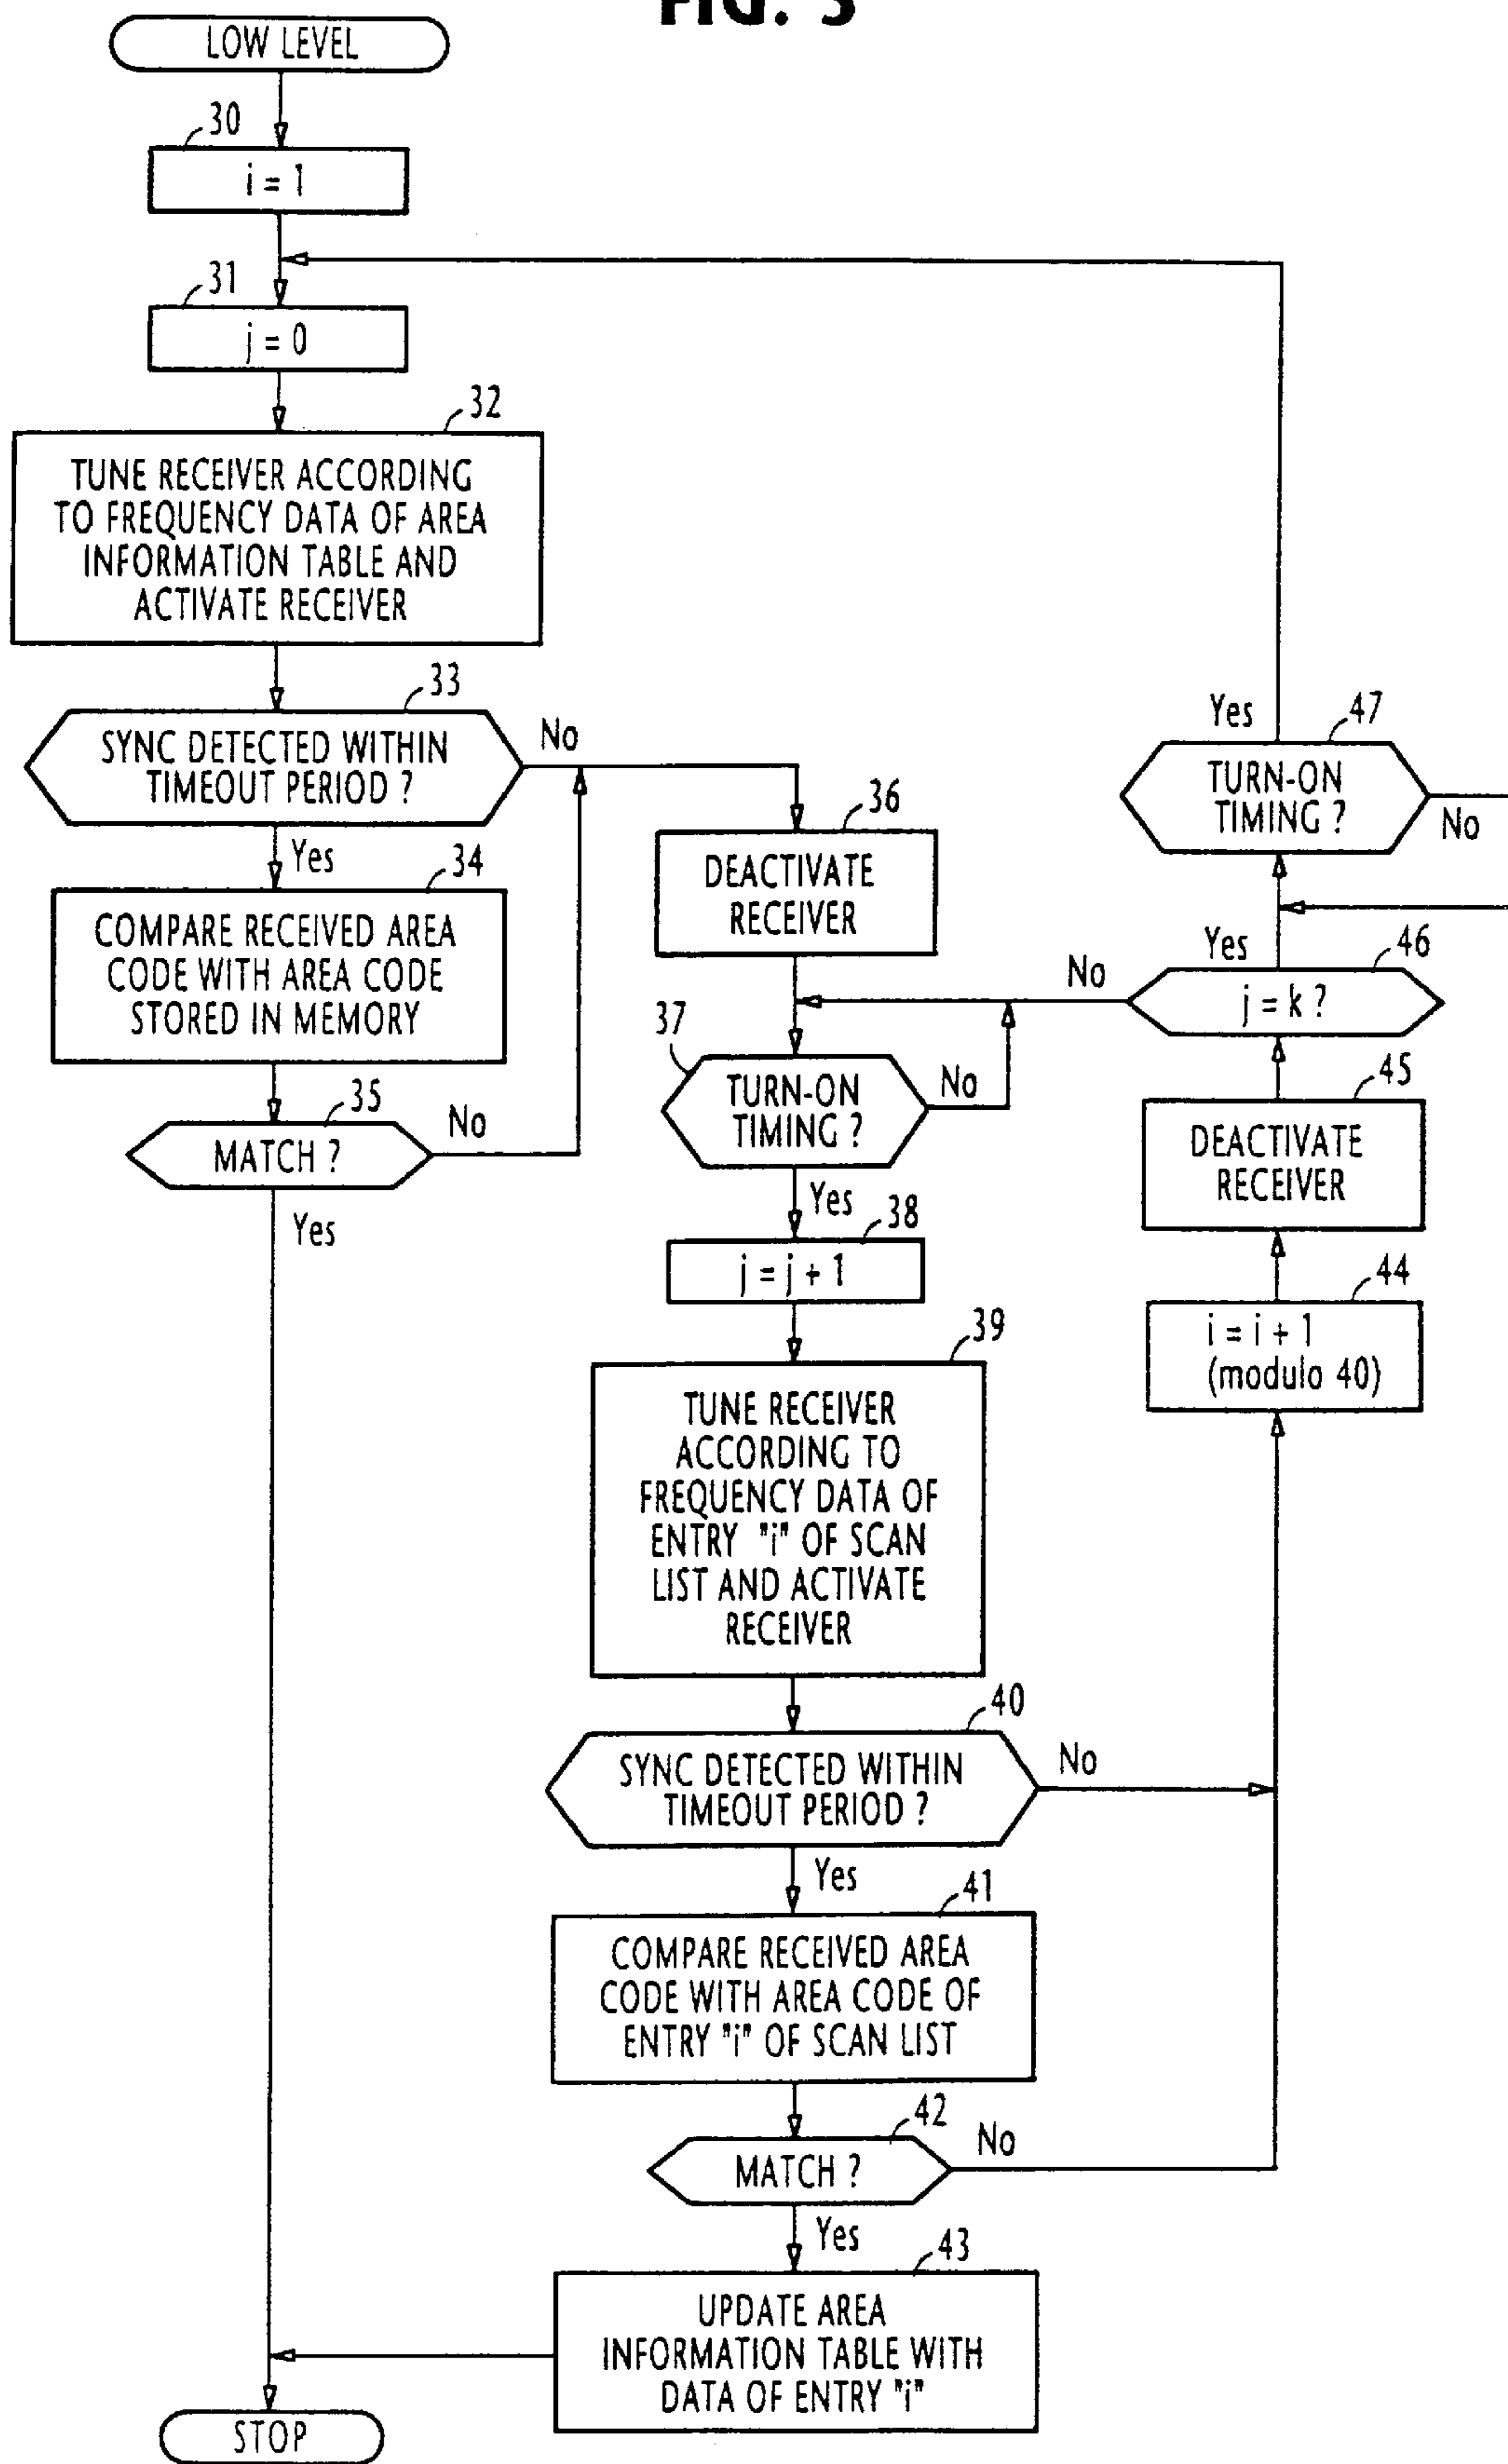 FIG. 3
LOW LEVEL
30
i = 1
31
j = 0
32
TUNE RECEIVER ACCORDING
TO FREQUENCY DATA OF AREA
INFORMATION TABLE AND
ACTIVATE RECEIVER
33
SYNC DETECTED WITHIN
TIMEOUT PERIOD ?
No
Yes
34
COMPARE RECEIVED AREA
CODE WITH AREA CODE
STORED IN MEMORY
35
MATCH ?
No
Yes
36
DEACTIVATE
RECEIVER
37
TURN-ON
TIMING ?
No
Yes
38
j = j + 1
39
TUNE RECEIVER
ACCORDING TO
FREQUENCY DATA OF
ENTRY "i" OF SCAN
LIST AND ACTIVATE
RECEIVER
40
SYNC DETECTED WITHIN
TIMEOUT PERIOD ?
No
Yes
41
COMPARE RECEIVED AREA
CODE WITH AREA CODE OF
ENTRY "i" OF SCAN LIST
42
MATCH ?
No
Yes
43
UPDATE AREA
INFORMATION TABLE WITH
DATA OF ENTRY "i"
STOP
44
i = i + 1
(modulo 40)
45
DEACTIVATE
RECEIVER
46
j = k ?
No
Yes
47
TURN-ON
TIMING ?
Yes
No